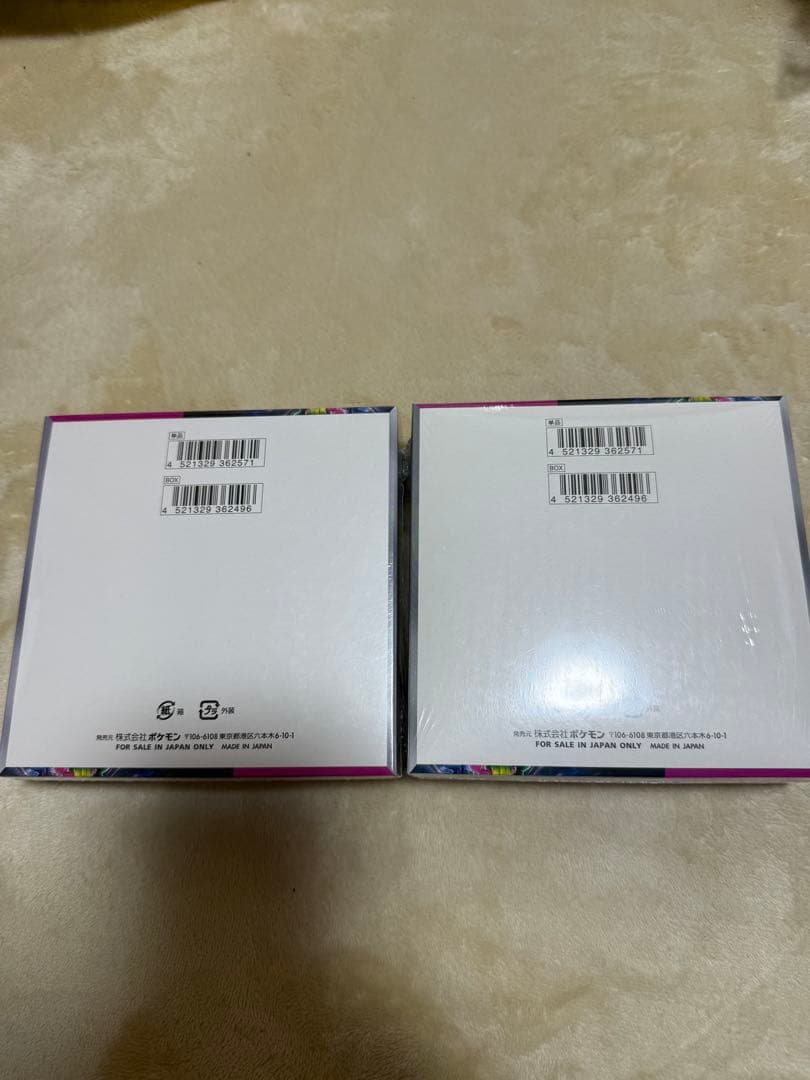 単品
4 521329 362571
BOX
4 521329 362496
紙 箱 プラ 外装
発売元 株式会社ポケモン 〒106-6108 東京都港区六本木6-10-1
FOR SALE IN JAPAN ONLY MADE IN JAPAN
単品
4 521329 362571
BOX
4 521329 362496
外装
発売元 株式会社ポケモン 〒106-6108 東京都港区六本木6-10-1
FOR SALE IN JAPAN ONLY MADE IN JAPAN